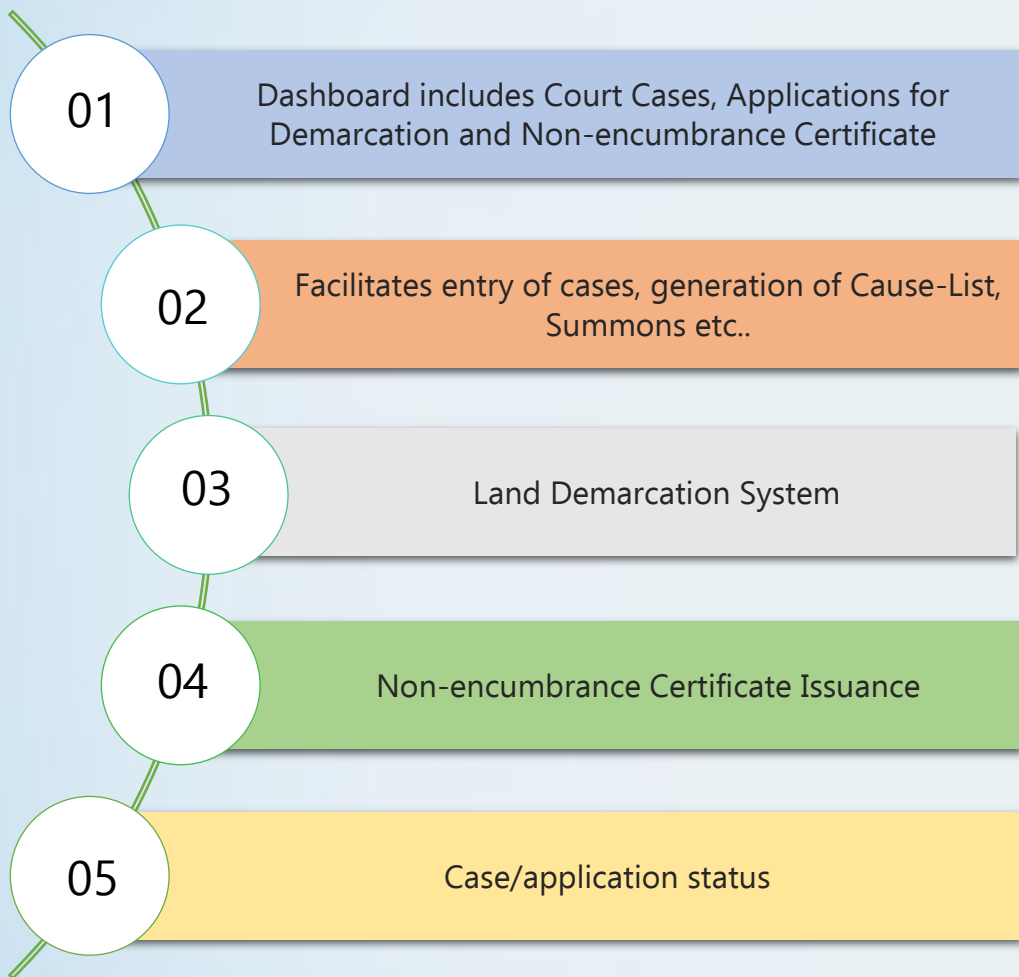 01
Dashboard includes Court Cases, Applications for
Demarcation and Non-encumbrance Certificate
02
Facilitates entry of cases, generation of Cause-List,
Summons etc..
03
Land Demarcation System
04
Non-encumbrance Certificate Issuance
05
Case/application status